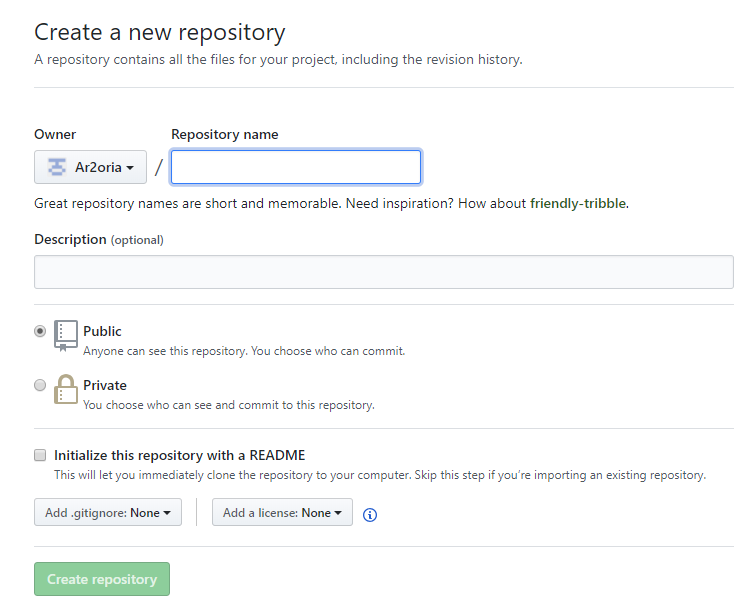 Create a new repository
A repository contains all the files for your project, including the revision history.
Owner
Repository name
Ar2oria
/
Great repository names are short and memorable. Need inspiration? How about friendly-tribble.
Description (optional)
Public
Anyone can see this repository. You choose who can commit.
Private
You choose who can see and commit to this repository.
Initialize this repository with a README
This will let you immediately clone the repository to your computer. Skip this step if you’re importing an existing repository.
Add .gitignore: None
Add a license: None
Create repository